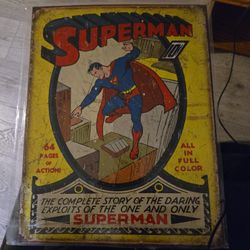 SUPERMAN
10¢
64
PAGES
OF
ACTION!
ALL
IN
FULL
COLOR
THE COMPLETE STORY OF THE DARING
EXPLOITS OF THE ONE AND ONLY
SUPERMAN